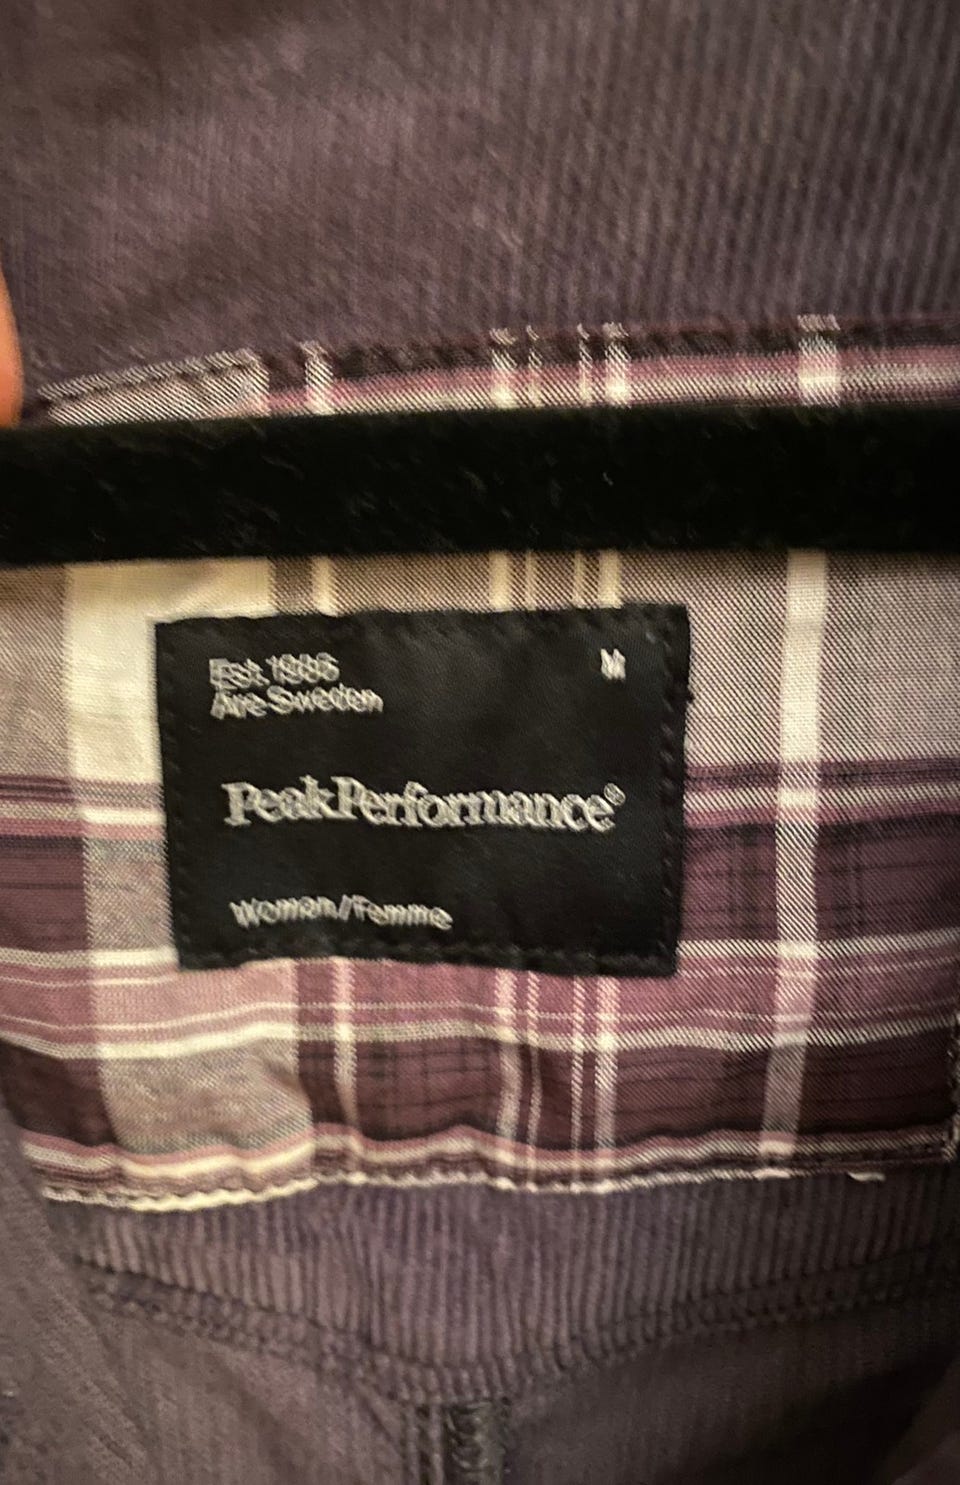 Est. 1986
Åre Sweden
M
PeakPerformance®
Woman/Femme